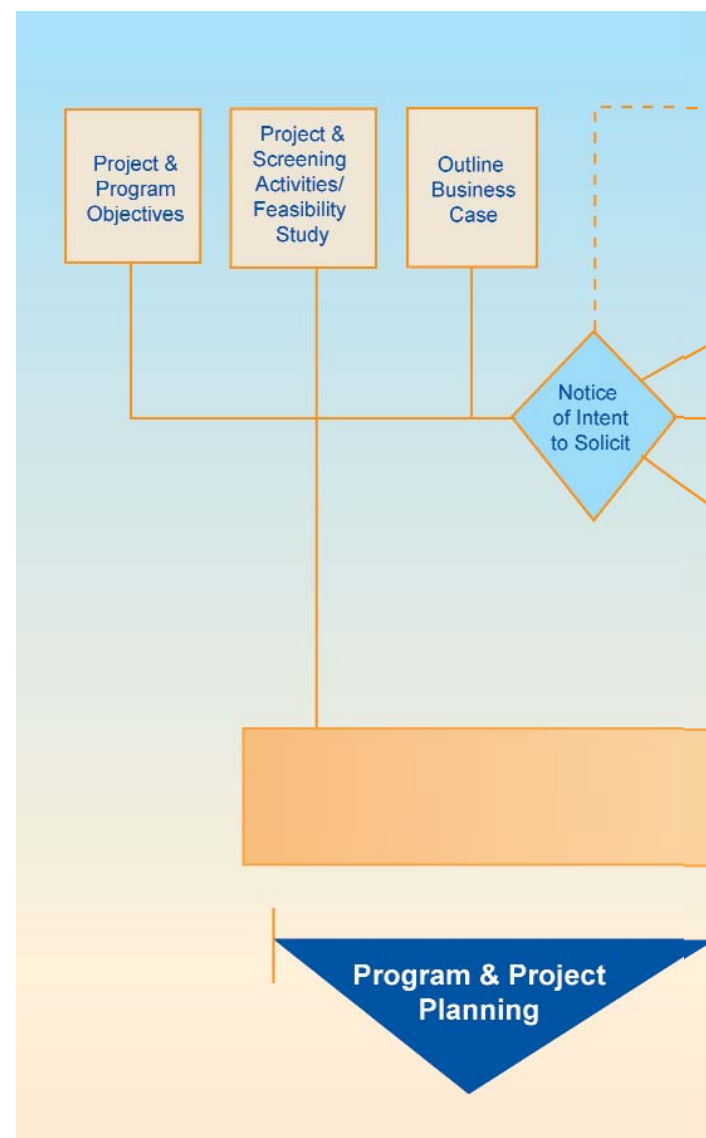 Project &
Program
Objectives
Project &
Screening
Activities/
Feasibility
Study
Outline
Business
Case
Notice
of Intent
to Solicit
Program & Project
Planning